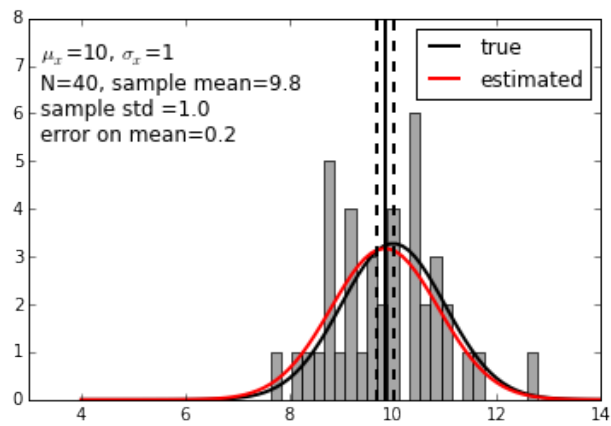 8
7
6
5
4
3
2
1
0
μx=10, σx=1
N=40, sample mean=9.8
sample std =1.0
error on mean=0.2
true
estimated
4 6 8 10 12 14